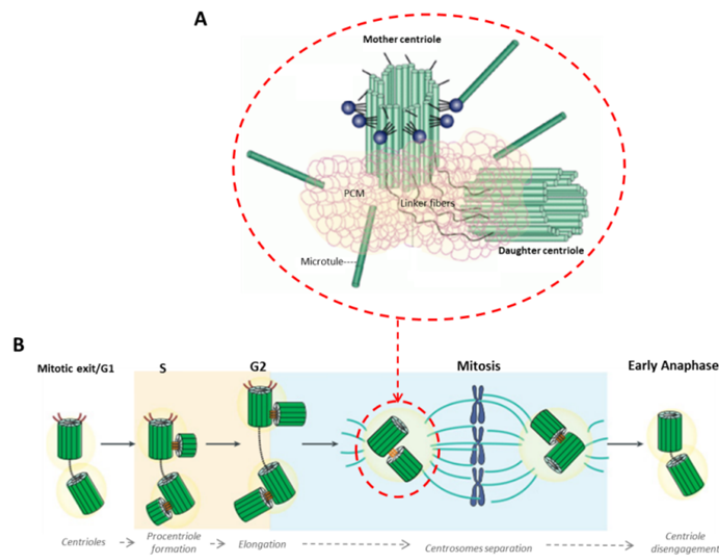 A
Mother centriole
PCM
Linker fibers
Microtule
Daughter centriole
B
Mitotic exit/G1
S
G2
Mitosis
Early Anaphase
Centrioles
Procentriole
formation
Elongation
Centrosomes separation
Centriole
disengagement